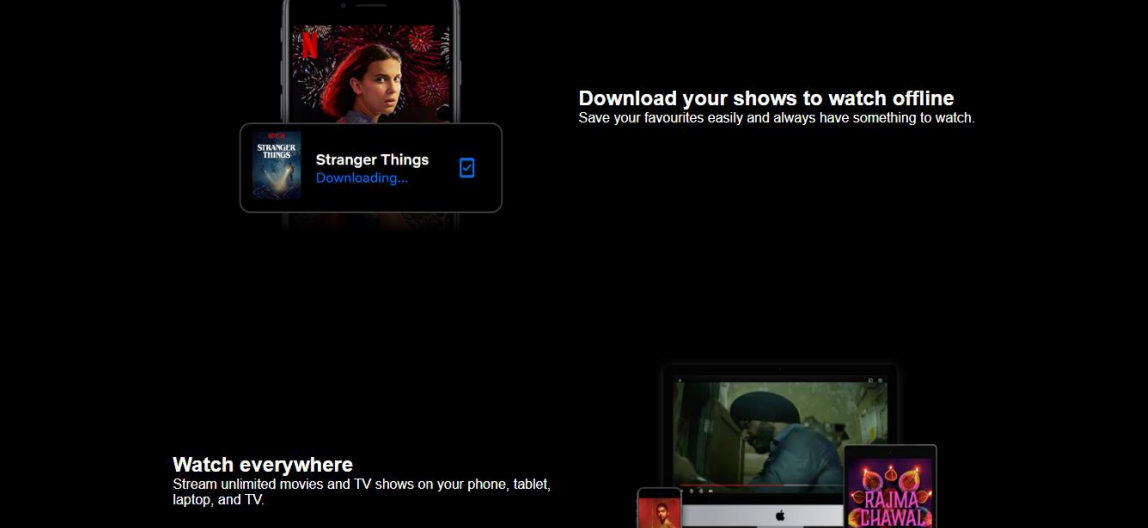 N
STRANGER
THINGS
Stranger Things
Downloading...
Download your shows to watch offline
Save your favourites easily and always have something to watch.
Watch everywhere
Stream unlimited movies and TV shows on your phone, tablet,
laptop, and TV.
RAJMA
CHAWAL